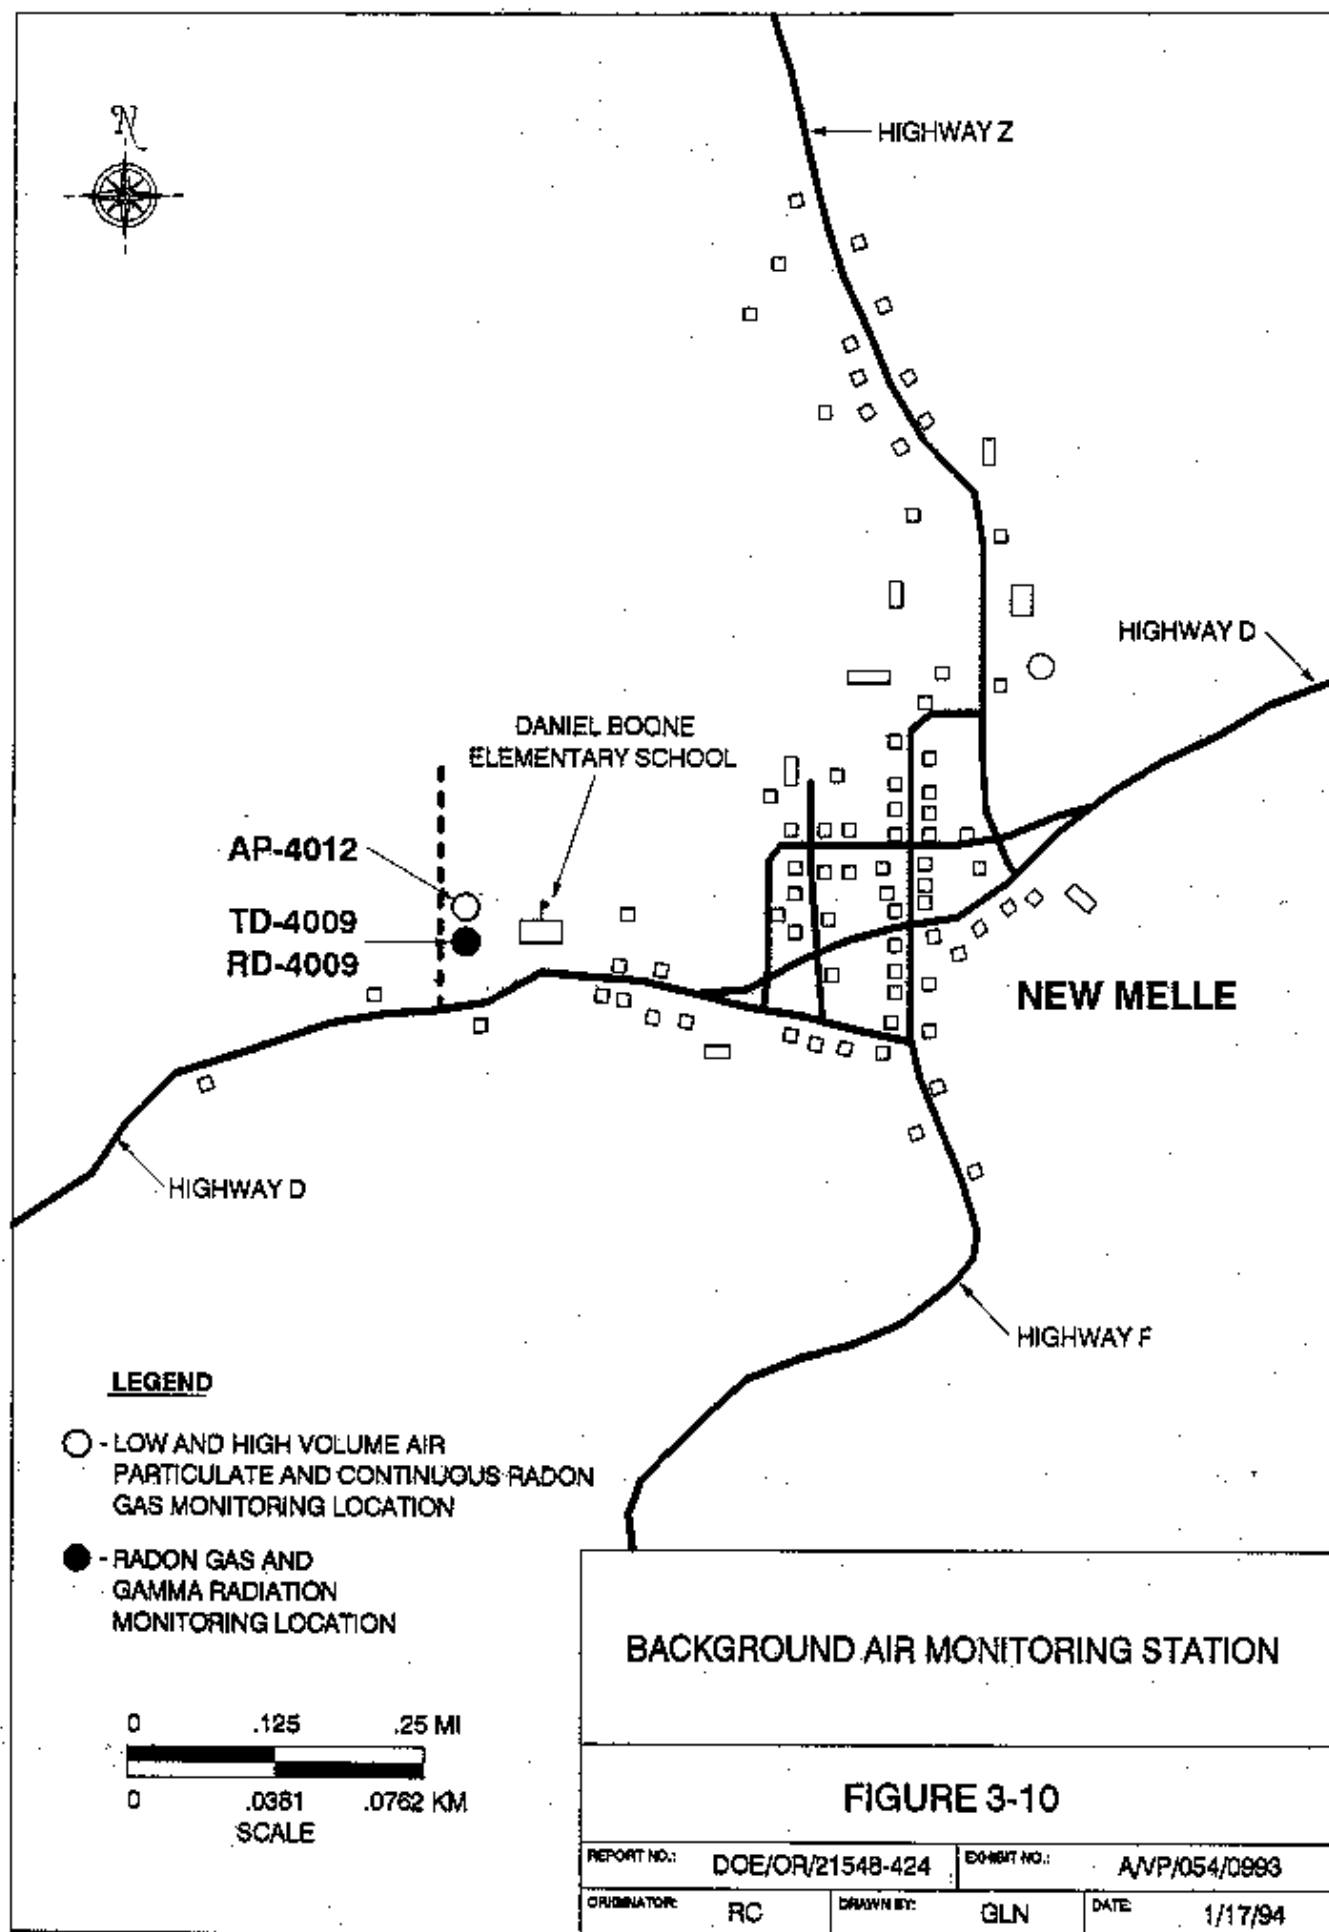 N
HIGHWAY Z
HIGHWAY D
DANIEL BOONE
ELEMENTARY SCHOOL
AP-4012
TD-4009
RD-4009
NEW MELLE
HIGHWAY D
HIGHWAY F
LEGEND
- LOW AND HIGH VOLUME AIR
PARTICULATE AND CONTINUOUS RADON
GAS MONITORING LOCATION
- RADON GAS AND
GAMMA RADIATION
MONITORING LOCATION
0 .125 .25 MI
0 .0381 .0762 KM
SCALE
BACKGROUND AIR MONITORING STATION
FIGURE 3-10
REPORT NO.: DOE/OR/21548-424 EXHIBIT NO.: A/VP/054/0993
ORIGINATOR: RC DRAWN BY: GLN DATE: 1/17/94